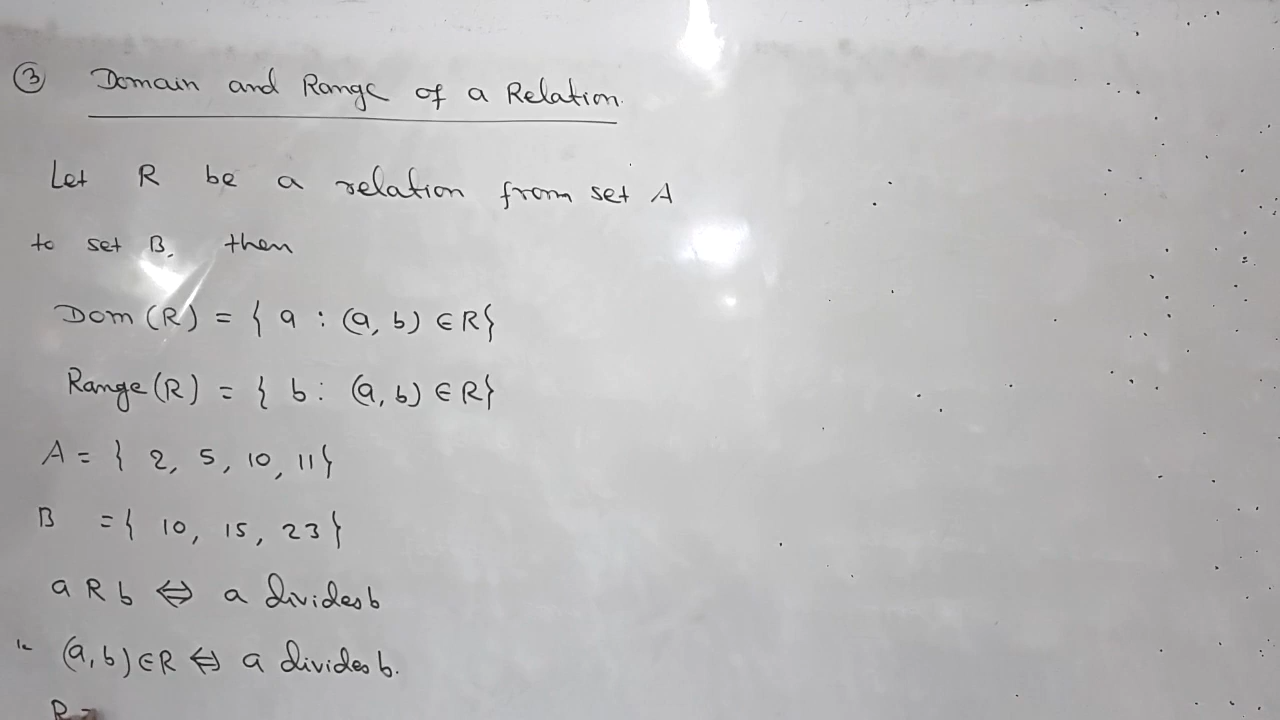 ③ Domain and Range of a Relation.
Let R be a relation from set A
to set B, then
Dom (R) = { a : (a, b) ∈ R}
Range (R) = { b : (a, b) ∈ R}
A = { 2, 5, 10, 11}
B = { 10, 15, 23}
a R b ⇔ a divides b
ie (a, b) ∈ R ⇔ a divides b.
R =